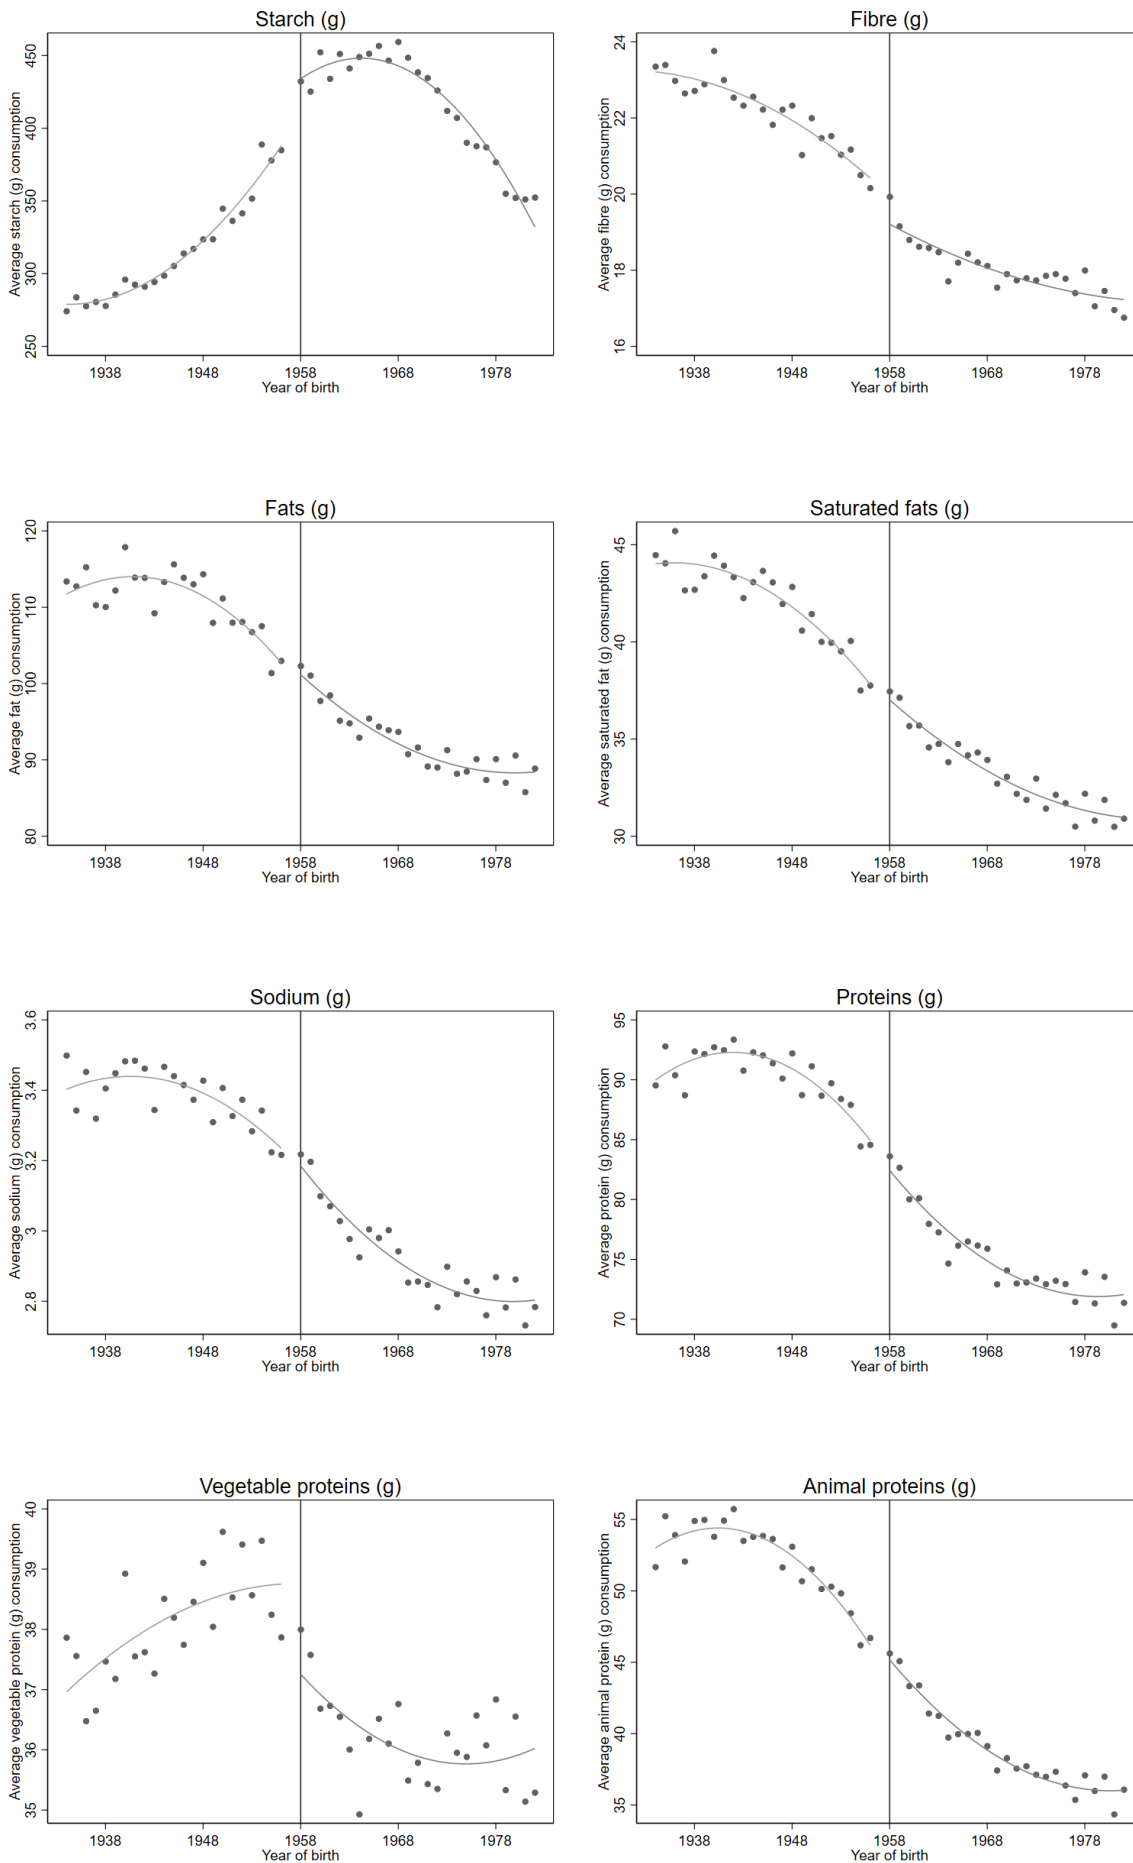 Starch (g)
Average starch (g) consumption
450
400
350
300
250
1938 1948 1958 1968 1978
Year of birth
Fibre (g)
Average fibre (g) consumption
24
22
20
18
16
1938 1948 1958 1968 1978
Year of birth
Fats (g)
Average fat (g) consumption
120
110
100
90
80
1938 1948 1958 1968 1978
Year of birth
Saturated fats (g)
Average saturated fat (g) consumption
45
40
35
30
1938 1948 1958 1968 1978
Year of birth
Sodium (g)
Average sodium (g) consumption
3.6
3.4
3.2
3
2.8
1938 1948 1958 1968 1978
Year of birth
Proteins (g)
Average protein (g) consumption
95
90
85
80
75
70
1938 1948 1958 1968 1978
Year of birth
Vegetable proteins (g)
Average vegetable protein (g) consumption
40
39
38
37
36
35
1938 1948 1958 1968 1978
Year of birth
Animal proteins (g)
Average animal protein (g) consumption
55
50
45
40
35
1938 1948 1958 1968 1978
Year of birth